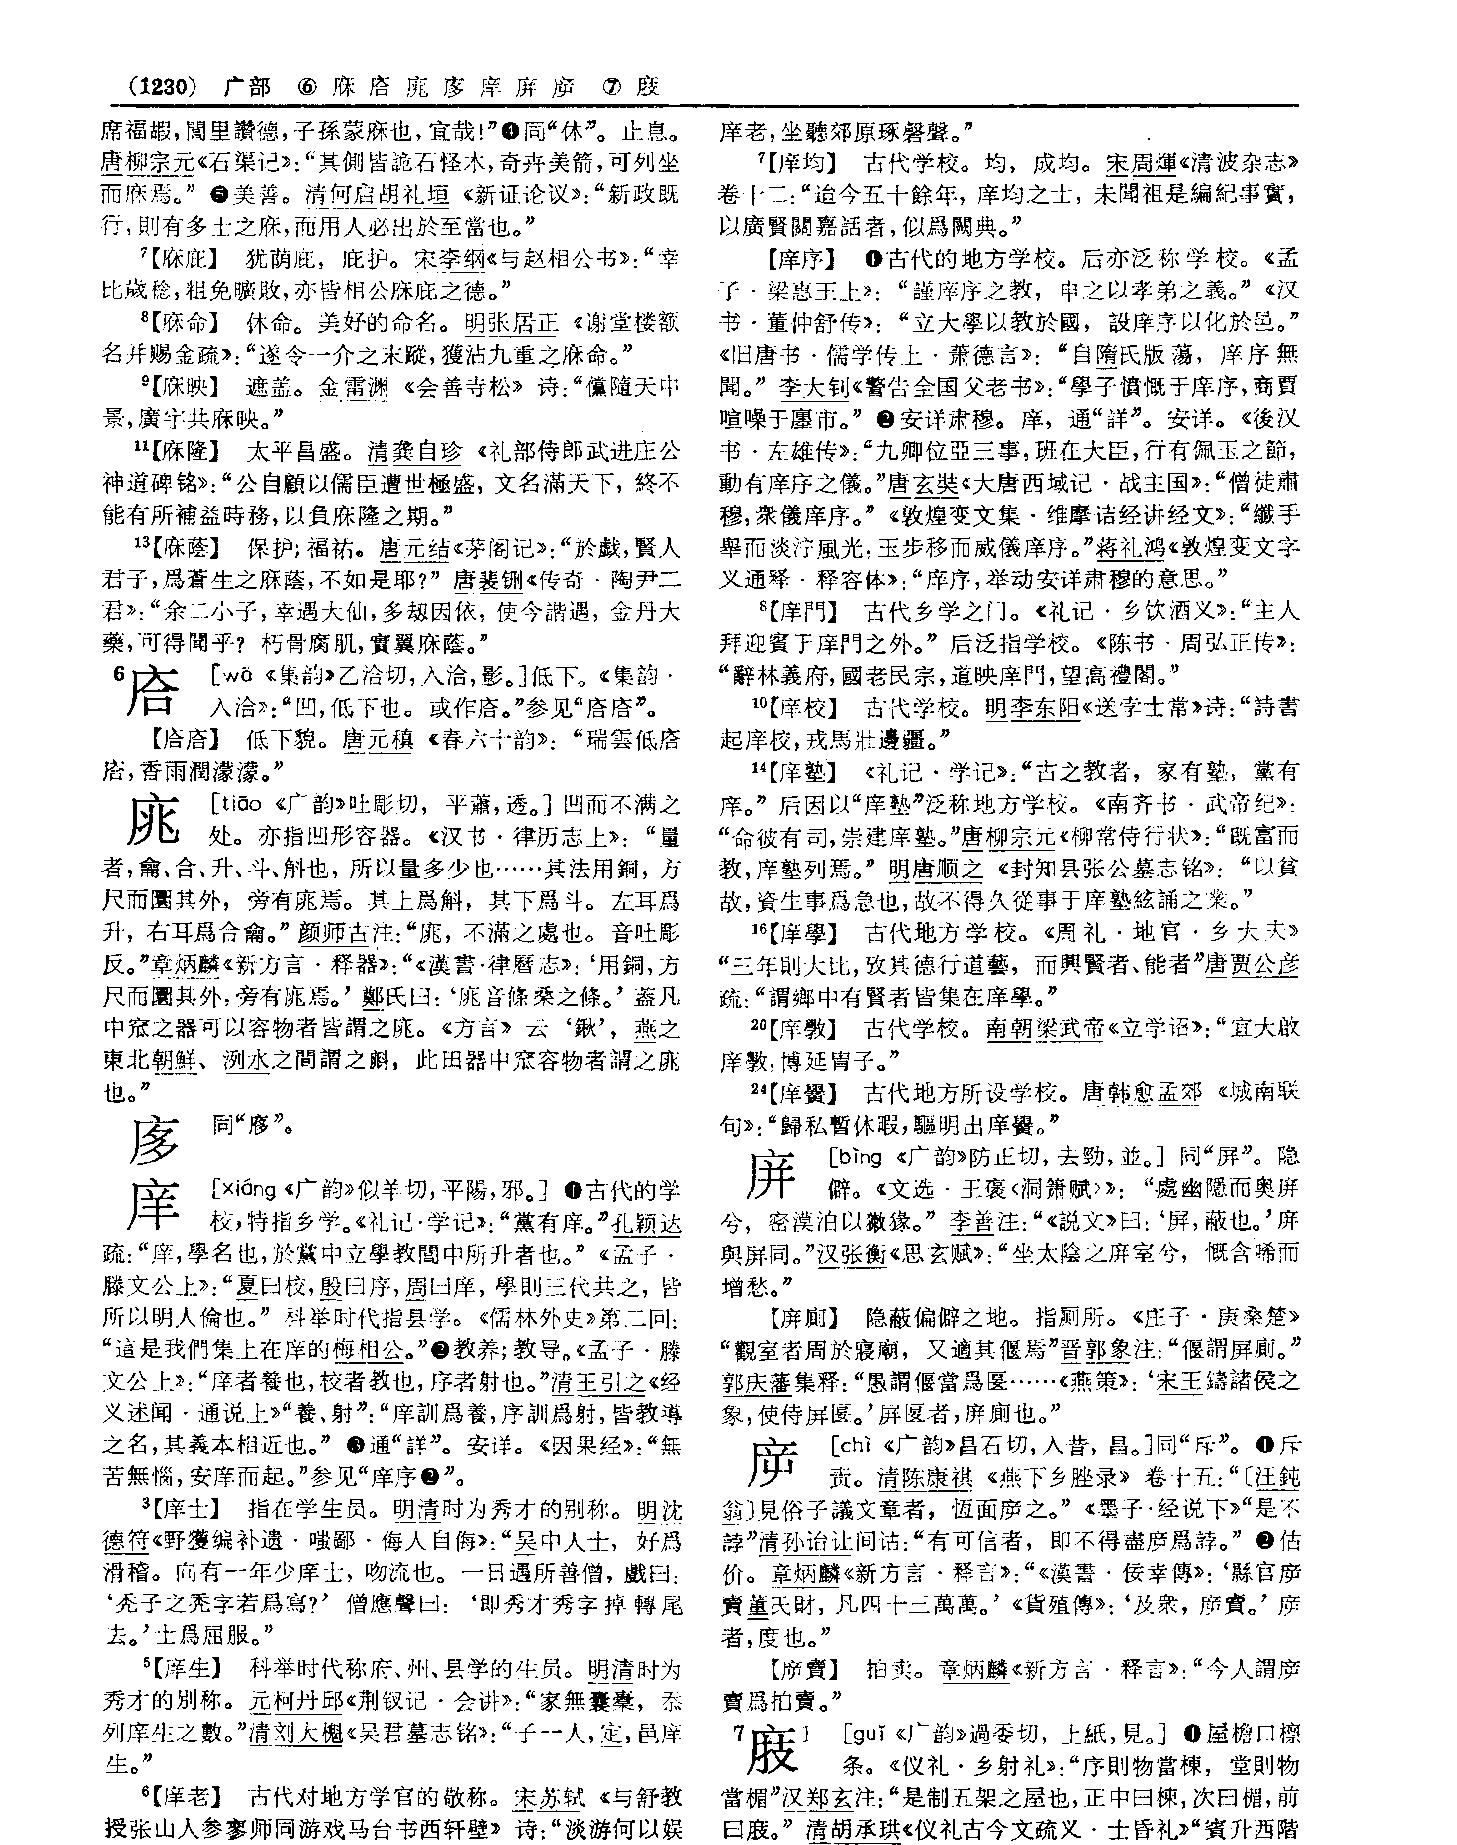 (1230) 广部 ⑥ 庥 㢵 庣 庩 庠 庰 㡿 ⑦ 庪
席福嘏，閭里讚德，子孫蒙庥也，宜哉！”❹同“休”。止息。
唐柳宗元《石渠记》：“其側皆詭石怪木，奇卉美箭，可列坐
而庥焉。”❺美善。清何启胡礼垣《新证论议》：“新政既
行，則有多士之庥，而用人必出於至當也。”
7【庥庇】 犹荫庇，庇护。宋李纲《与赵相公书》：“幸
比歲稔，粗免曠敗，亦皆相公庥庇之德。”
8【庥命】 休命。美好的命名。明张居正《谢堂楼额
名并赐金疏》：“遂令一介之末蹤，獲沾九重之庥命。”
9【庥映】 遮盖。金雷渊《会善寺松》诗：“儻隨天中
景，廣宇共庥映。”
11【庥隆】 太平昌盛。清龚自珍《礼部侍郎武进庄公
神道碑铭》：“公自顧以儒臣遭世極盛，文名滿天下，終不
能有所補益時務，以負庥隆之期。”
13【庥蔭】 保护；福祐。唐元结《茅阁记》：“於戲，賢人
君子，爲蒼生之庥蔭，不如是耶？”唐裴铏《传奇·陶尹二
君》：“余二小子，幸遇大仙，多劫因依，使今諧遇，金丹大
藥，可得聞乎？朽骨腐肌，實翼庥蔭。”
6 㢵 [wā《集韵》乙洽切，入洽，影。]低下。《集韵·
入洽》：“凹，低下也。或作㢵。”参见“㢵㢵”。
【㢵㢵】 低下貌。唐元稹《春六十韵》：“瑞雲低㢵
㢵，香雨潤濛濛。”
庣 [tiāo《广韵》吐彫切，平蕭，透。]凹而不满之
处。亦指凹形容器。《汉书·律历志上》：“量
者，龠、合、升、斗、斛也，所以量多少也……其法用銅，方
尺而圜其外，旁有庣焉。其上爲斛，其下爲斗。左耳爲
升，右耳爲合龠。”颜师古注：“庣，不滿之處也。音吐彫
反。”章炳麟《新方言·释器》：“《漢書·律曆志》：‘用銅，方
尺而圜其外，旁有庣焉。’鄭氏曰：‘庣音條桑之條。’蓋凡
中窊之器可以容物者皆謂之庣。《方言》云‘鍬’，燕之
東北朝鮮、洌水之間謂之𣂁，此田器中窊容物者謂之庣
也。”
㢋 同“廖”。
庠 [xiáng《广韵》似羊切，平陽，邪。]❶古代的学
校，特指乡学。《礼记·学记》：“黨有庠。”孔颖达
疏：“庠，學名也，於黨中立學教閭中所升者也。”《孟子·
滕文公上》：“夏曰校，殷曰序，周曰庠，學則三代共之，皆
所以明人倫也。”科举时代指县学。《儒林外史》第二回：
“這是我們集上在庠的梅相公。”❷教养；教导。《孟子·滕
文公上》：“庠者養也，校者教也，序者射也。”清王引之《经
义述闻·通说上》“養、射”：“庠訓爲養，序訓爲射，皆教導
之名，其義本相近也。”❸通“詳”。安详。《因果经》：“無
苦無惱，安庠而起。”参见“庠序❷”。
3【庠士】 指在学生员。明清时为秀才的别称。明沈
德符《野獲编补遗·嗤鄙·侮人自侮》：“吴中人士，好爲
滑稽。向有一年少庠士，吻流也。一日遇所善僧，戲曰：
‘秃子之秃字若爲寫？’僧應聲曰：‘即秀才秀字掉轉尾
去。’士爲屈服。”
5【庠生】 科举时代称府、州、县学的生员。明清时为
秀才的别称。元柯丹邱《荆钗记·会讲》：“家無囊橐，忝
列庠生之數。”清刘大櫆《吴君墓志铭》：“子一人，定，邑庠
生。”
6【庠老】 古代对地方学官的敬称。宋苏轼《与舒教
授张山人参寥师同游戏马台书西轩壁》诗：“淡游何以娱
庠老，坐聽郊原琢磬聲。”
7【庠均】 古代学校。均，成均。宋周煇《清波杂志》
卷十二：“迨今五十餘年，庠均之士，未聞祖是編紀事實，
以廣賢關嘉話者，似爲闕典。”
【庠序】 ❶古代的地方学校。后亦泛称学校。《孟
子·梁惠王上》：“謹庠序之教，申之以孝弟之義。”《汉
书·董仲舒传》：“立大學以教於國，設庠序以化於邑。”
《旧唐书·儒学传上·萧德言》：“自隋氏版蕩，庠序無
聞。”李大钊《警告全国父老书》：“學子憤慨于庠序，商賈
喧噪于廛市。”❷安详肃穆。庠，通“詳”。安详。《後汉
书·左雄传》：“九卿位亞三事，班在大臣，行有佩玉之節，
動有庠序之儀。”唐玄奘《大唐西域记·战主国》：“僧徒肅
穆，衆儀庠序。”《敦煌变文集·维摩诘经讲经文》：“纖手
舉而淡泞風光，玉步移而威儀庠序。”蒋礼鸿《敦煌变文字
义通释·释容体》：“庠序，举动安详肃穆的意思。”
8【庠門】 古代乡学之门。《礼记·乡饮酒义》：“主人
拜迎賓于庠門之外。”后泛指学校。《陈书·周弘正传》：
“辭林義府，國老民宗，道映庠門，望高禮閣。”
10【庠校】 古代学校。明李东阳《送李士常》诗：“詩書
起庠校，戎馬壯邊疆。”
14【庠塾】 《礼记·学记》：“古之教者，家有塾，黨有
庠。”后因以“庠塾”泛称地方学校。《南齐书·武帝纪》：
“命彼有司，崇建庠塾。”唐柳宗元《柳常侍行状》：“既富而
教，庠塾列焉。”明唐顺之《封知县张公墓志铭》：“以貧
故，資生事爲急也，故不得久從事于庠塾絃誦之業。”
16【庠學】 古代地方学校。《周礼·地官·乡大夫》
“三年則大比，攷其德行道藝，而興賢者、能者”唐贾公彦
疏：“謂鄉中有賢者皆集在庠學。”
20【庠斆】 古代学校。南朝梁武帝《立学诏》：“宜大啟
庠斆，博延胄子。”
24【庠黌】 古代地方所设学校。唐韩愈孟郊《城南联
句》：“歸私暫休暇，驅明出庠黌。”
庰 [bìng《广韵》防正切，去勁，並。]同“屏”。隐
僻。《文选·王褒〈洞箫赋〉》：“處幽隱而奧庰
兮，密漠泊以㺖猭。”李善注：“《説文》曰：‘屏，蔽也。’庰
與屏同。”汉张衡《思玄赋》：“坐太陰之庰室兮，慨含唏而
增愁。”
【庰廁】 隐蔽偏僻之地。指厕所。《庄子·庚桑楚》
“觀室者周於寢廟，又適其偃焉”晋郭象注：“偃謂屏廁。”
郭庆藩集释：“愚謂偃當爲匽……《燕策》：‘宋王鑄諸侯之
象，使侍屏匽。’屏匽者，庰廁也。”
㡿 [chì《广韵》昌石切，入昔，昌。]同“斥”。❶斥
责。清陈康祺《燕下乡脞录》卷十五：“〔汪鈍
翁〕見俗子議文章者，恆面㡿之。”《墨子·经说下》“是不
誖”清孙诒让间诂：“有可信者，即不得盡㡿爲誖。”❷估
价。章炳麟《新方言·释言》：“《漢書·佞幸傳》：‘縣官㡿
賣董氏財，凡四十三萬萬。’《貨殖傳》：‘及衆，㡿賣。’㡿
者，度也。”
【㡿賣】 拍卖。章炳麟《新方言·释言》：“今人謂㡿
賣爲拍賣。”
7 庪1 [guǐ《广韵》過委切，上紙，見。]❶屋檐口檩
条。《仪礼·乡射礼》：“序則物當棟，堂則物
當楣”汉郑玄注：“是制五架之屋也，正中曰棟，次曰楣，前
曰庪。”清胡承珙《仪礼古今文疏义·士昏礼》“賓升西階